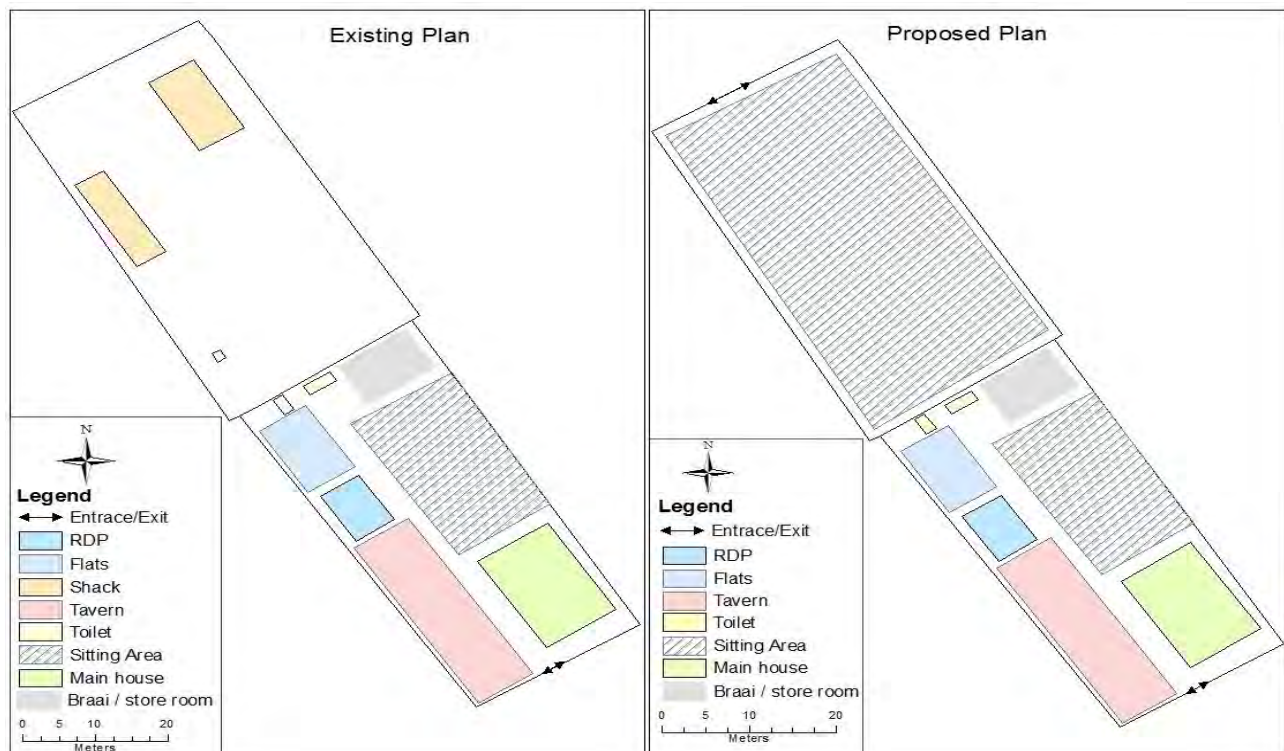 Existing Plan
N
Legend
Entrace/Exit
RDP
Flats
Shack
Tavern
Toilet
Sitting Area
Main house
Braai / store room
0 5 10 20
Meters
Proposed Plan
N
Legend
Entrace/Exit
RDP
Flats
Tavern
Toilet
Sitting Area
Main house
Braai / store room
0 5 10 20
Meters